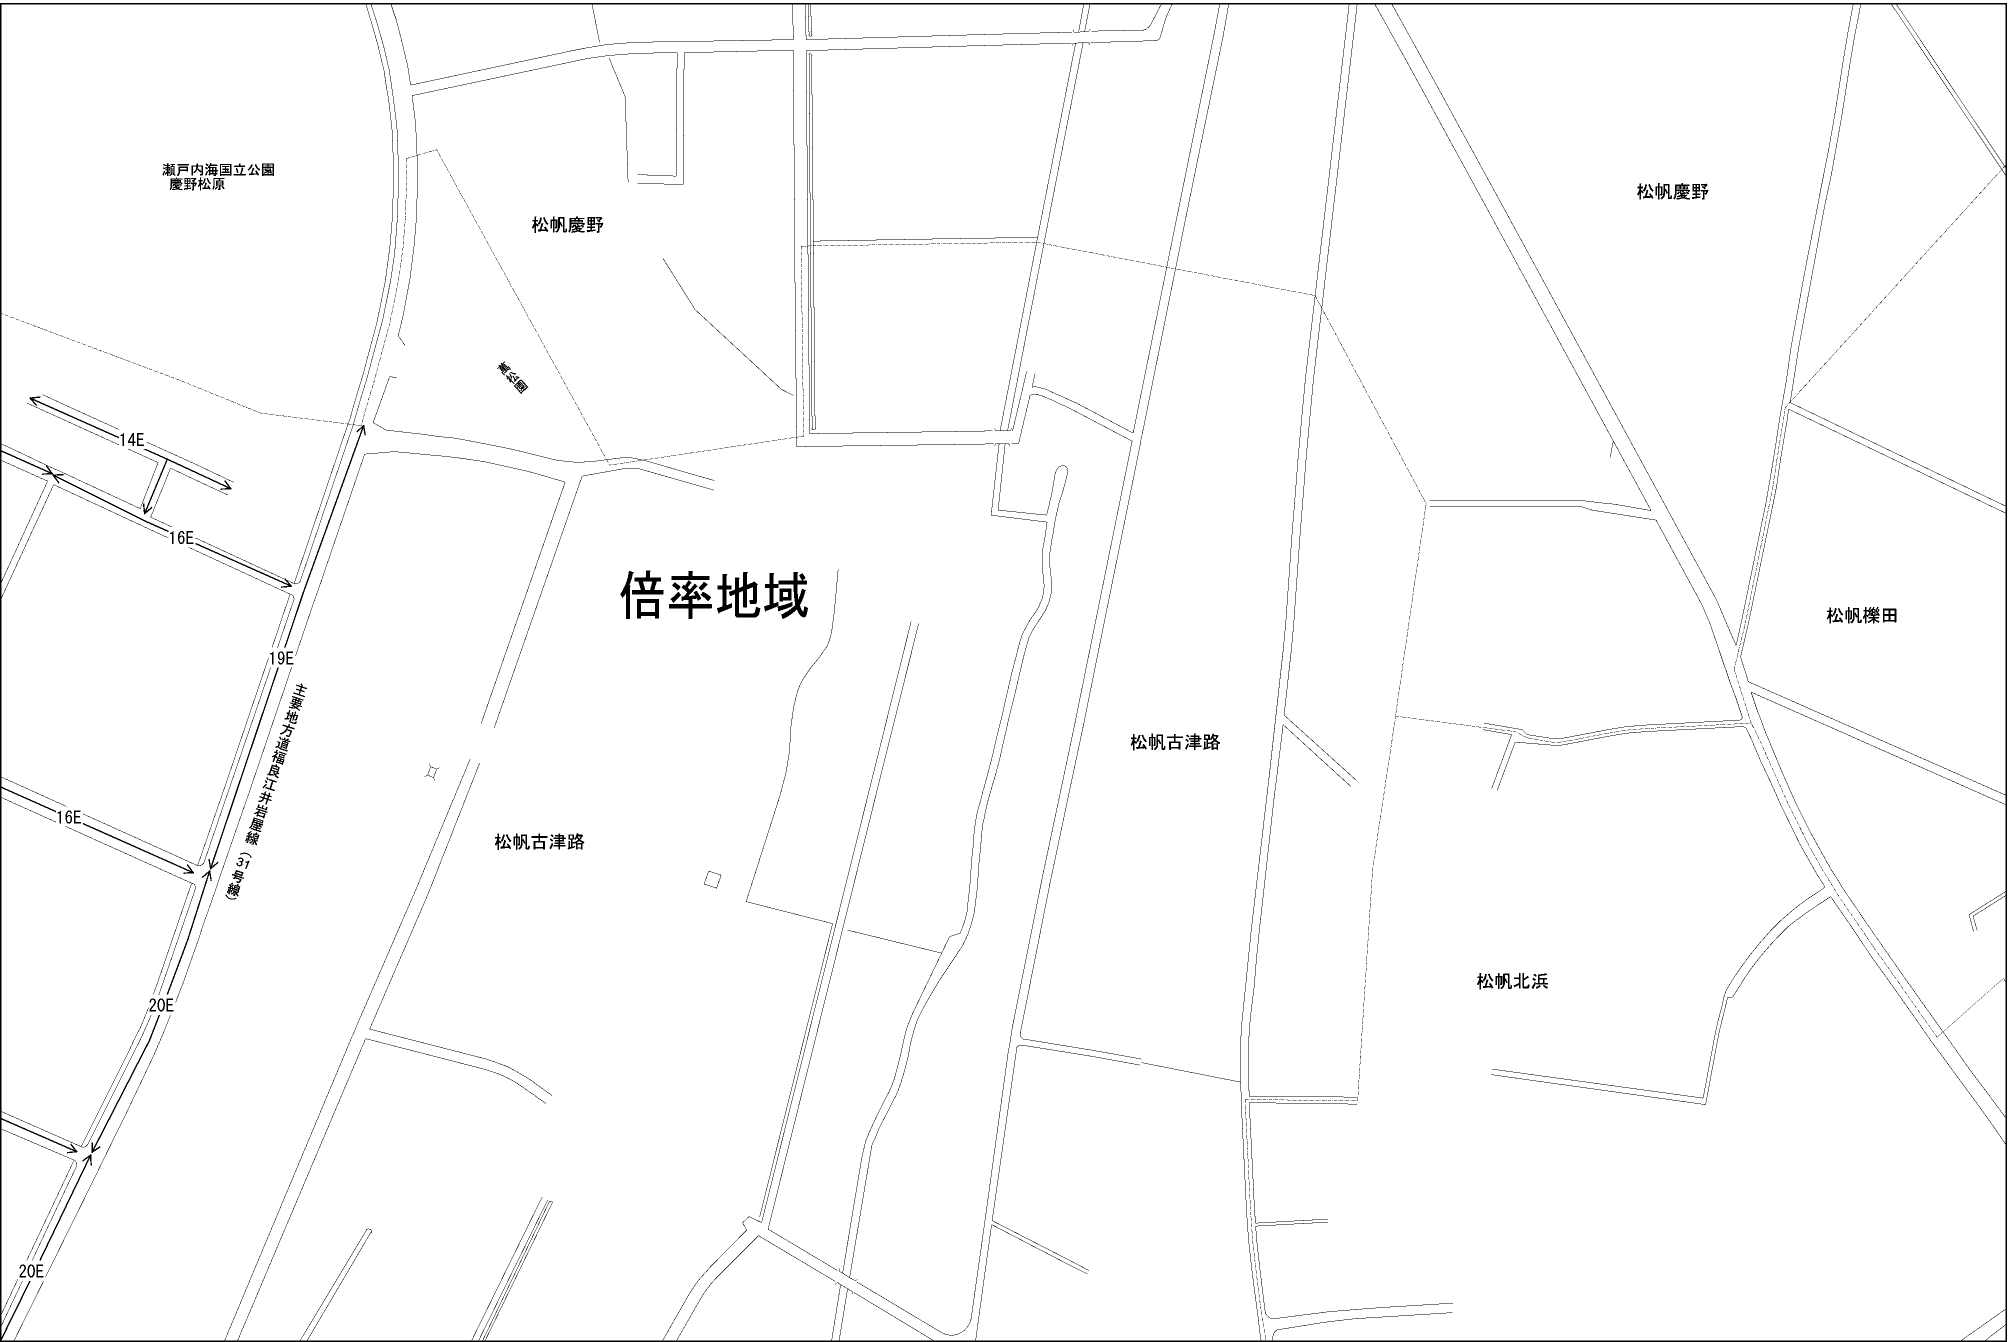 瀬戸内海国立公園
慶野松原
松帆慶野
松帆慶野
萬松園
14E
16E
倍率地域
松帆櫟田
19E
主要地方道福良江井岩屋線(31号線)
松帆古津路
16E
松帆古津路
松帆北浜
20E
20E